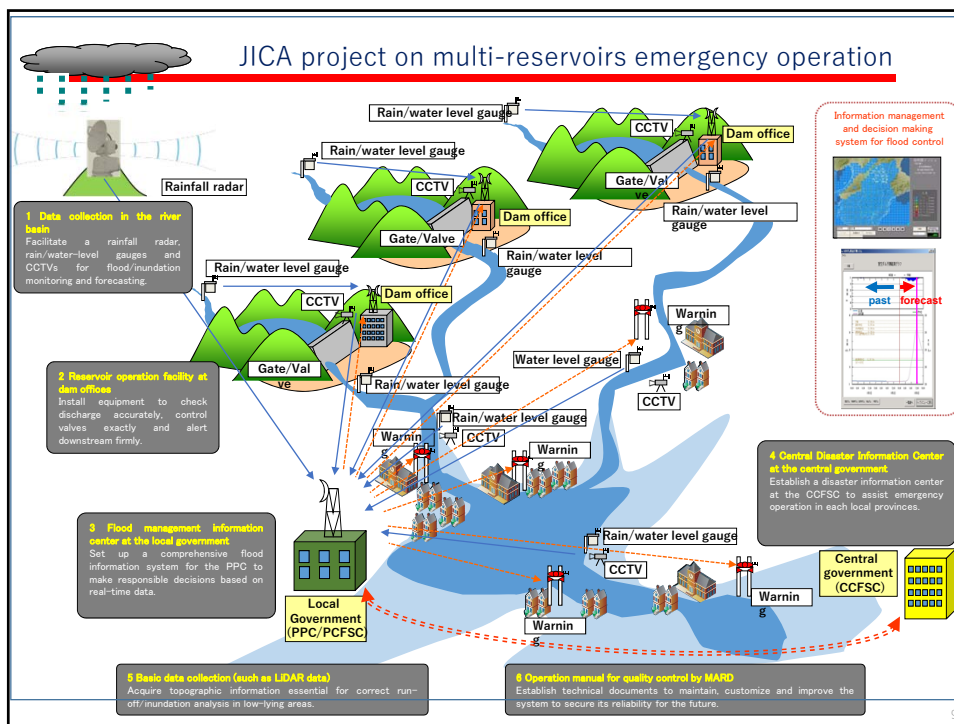 JICA project on multi-reservoirs emergency operation
Rain/water level gauge
CCTV
Dam office
Gate/Val
ve
Rain/water level
gauge
Rain/water level gauge
CCTV
Dam office
Gate/Valve
Rain/water level
gauge
Rainfall radar
Information management
and decision making
system for flood control
past
forecast
1 Data collection in the river
basin
Facilitate a rainfall radar,
rain/water-level gauges and
CCTVs for flood/inundation
monitoring and forecasting.
Rain/water level gauge
CCTV
Dam office
Gate/Val
ve
Rain/water level gauge
Warnin
g
Water level gauge
CCTV
2 Reservoir operation facility at
dam offices
Install equipment to check
discharge accurately, control
valves exactly and alert
downstream firmly.
Rain/water level gauge
Warnin
g
CCTV
Warnin
g
4 Central Disaster Information Center
at the central government
Establish a disaster information center
at the CCFSC to assist emergency
operation in each local provinces.
3 Flood management information
center at the local government
Set up a comprehensive flood
information system for the PPC to
make responsible decisions based on
real-time data.
Rain/water level gauge
CCTV
Warnin
g
Warnin
g
Local
Government
(PPC/PCFSC)
Central
government
(CCFSC)
5 Basic data collection (such as LiDAR data)
Acquire topographic information essential for correct run-
off/inundation analysis in low-lying areas.
6 Operation manual for quality control by MARD
Establish technical documents to maintain, customize and improve the
system to secure its reliability for the future.